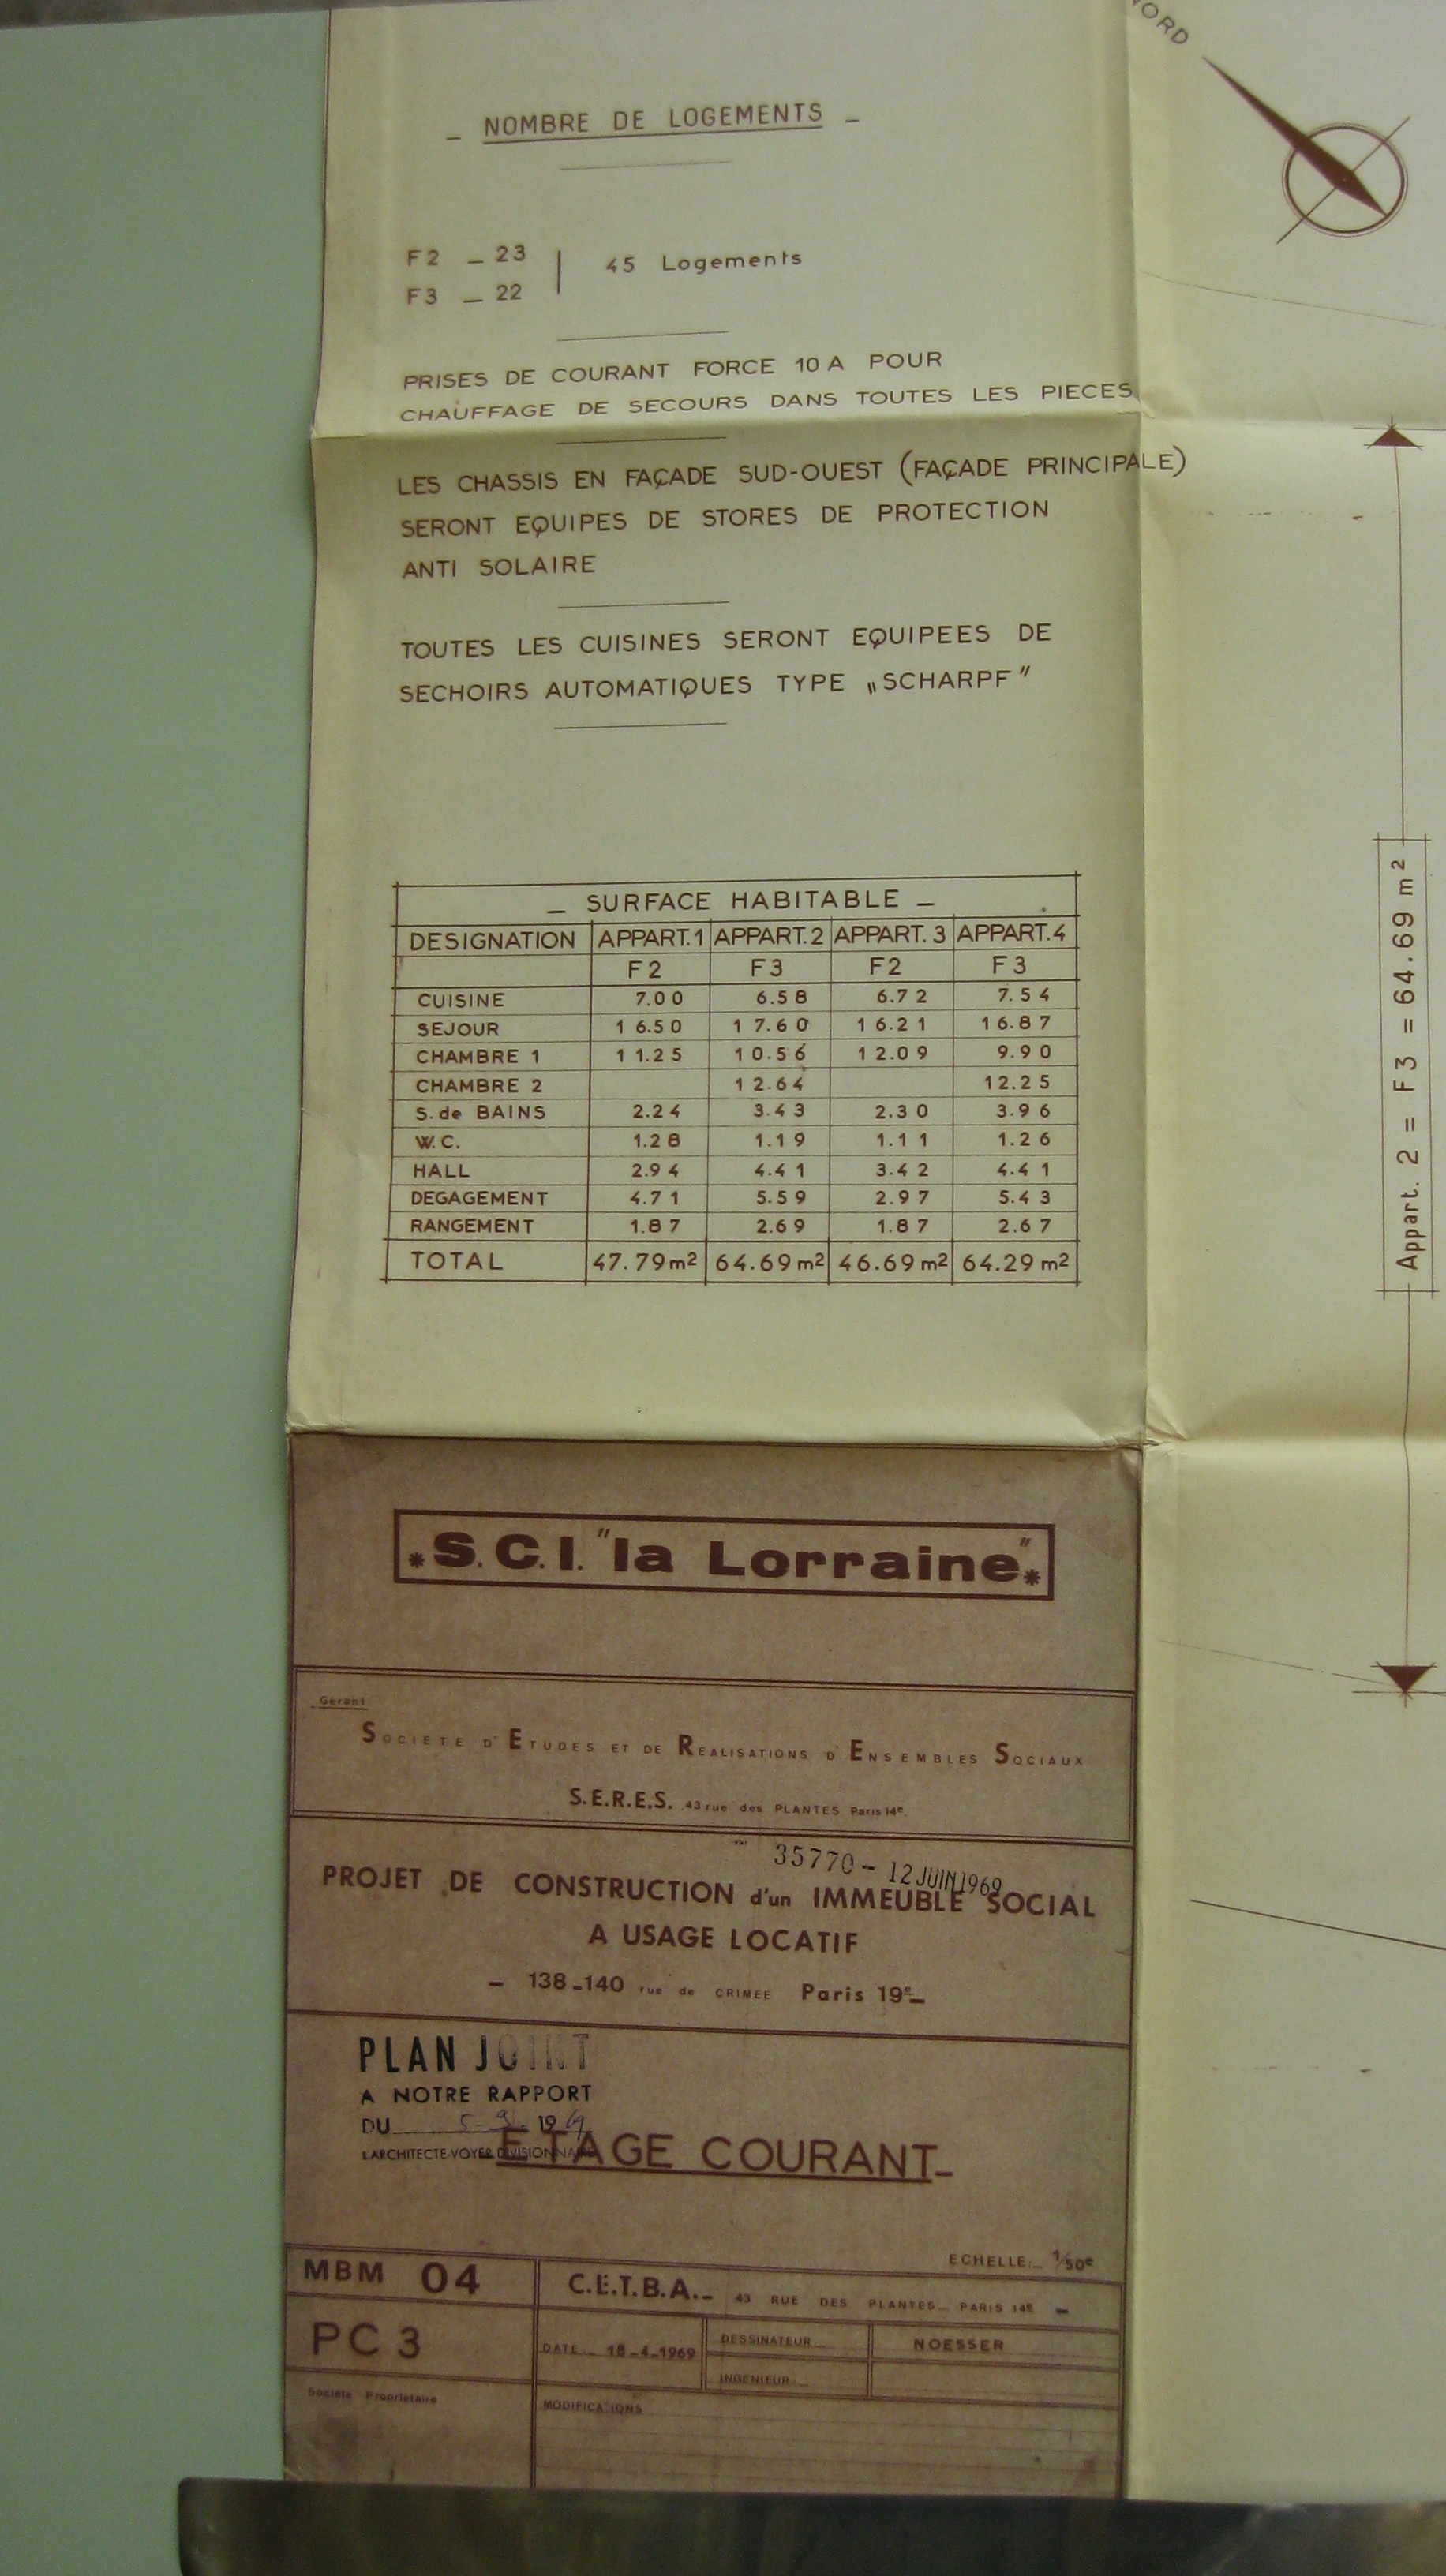 NORD
_ NOMBRE DE LOGEMENTS _
F2 _ 23
F3 _ 22
45 Logements
PRISES DE COURANT FORCE 10 A POUR
CHAUFFAGE DE SECOURS DANS TOUTES LES PIECES
LES CHASSIS EN FAÇADE SUD-OUEST (FAÇADE PRINCIPALE)
SERONT EQUIPES DE STORES DE PROTECTION
ANTI SOLAIRE
TOUTES LES CUISINES SERONT EQUIPEES DE
SECHOIRS AUTOMATIQUES TYPE „SCHARPF"
_ SURFACE HABITABLE _
DESIGNATION APPART.1 APPART.2 APPART.3 APPART.4
F2 F3 F2 F3
CUISINE 7.00 6.58 6.72 7.54
SEJOUR 16.50 17.60 16.21 16.87
CHAMBRE 1 11.25 10.56 12.09 9.90
CHAMBRE 2 12.64 12.25
S.de BAINS 2.24 3.43 2.30 3.96
W.C. 1.28 1.19 1.11 1.26
HALL 2.94 4.41 3.42 4.41
DEGAGEMENT 4.71 5.59 2.97 5.43
RANGEMENT 1.87 2.69 1.87 2.67
TOTAL 47.79m2 64.69m2 46.69m2 64.29m2
Appart. 2 = F3 = 64.69 m²
*S.C.I. "la Lorraine"*
Gérant
SOCIETE D'ETUDES ET DE REALISATIONS D'ENSEMBLES SOCIAUX
S.E.R.E.S. 43 rue des PLANTES Paris 14e.
35770 - 12 JUIN 1969
PROJET DE CONSTRUCTION d'un IMMEUBLE SOCIAL
A USAGE LOCATIF
_ 138_140 rue de CRIMEE Paris 19e_
PLAN JOINT
A NOTRE RAPPORT
DU 5-9 1969
L'ARCHITECTE-VOYER DIVISIONNAIRE
ETAGE COURANT_
ECHELLE:_ 1/50e
MBM 04
C.E.T.B.A._ 43 RUE DES PLANTES_ PARIS 14e _
PC 3
DATE:_ 18_4_1969
DESSINATEUR:_ NOESSER
INGENIEUR:_
Société Propriétaire
MODIFICATIONS